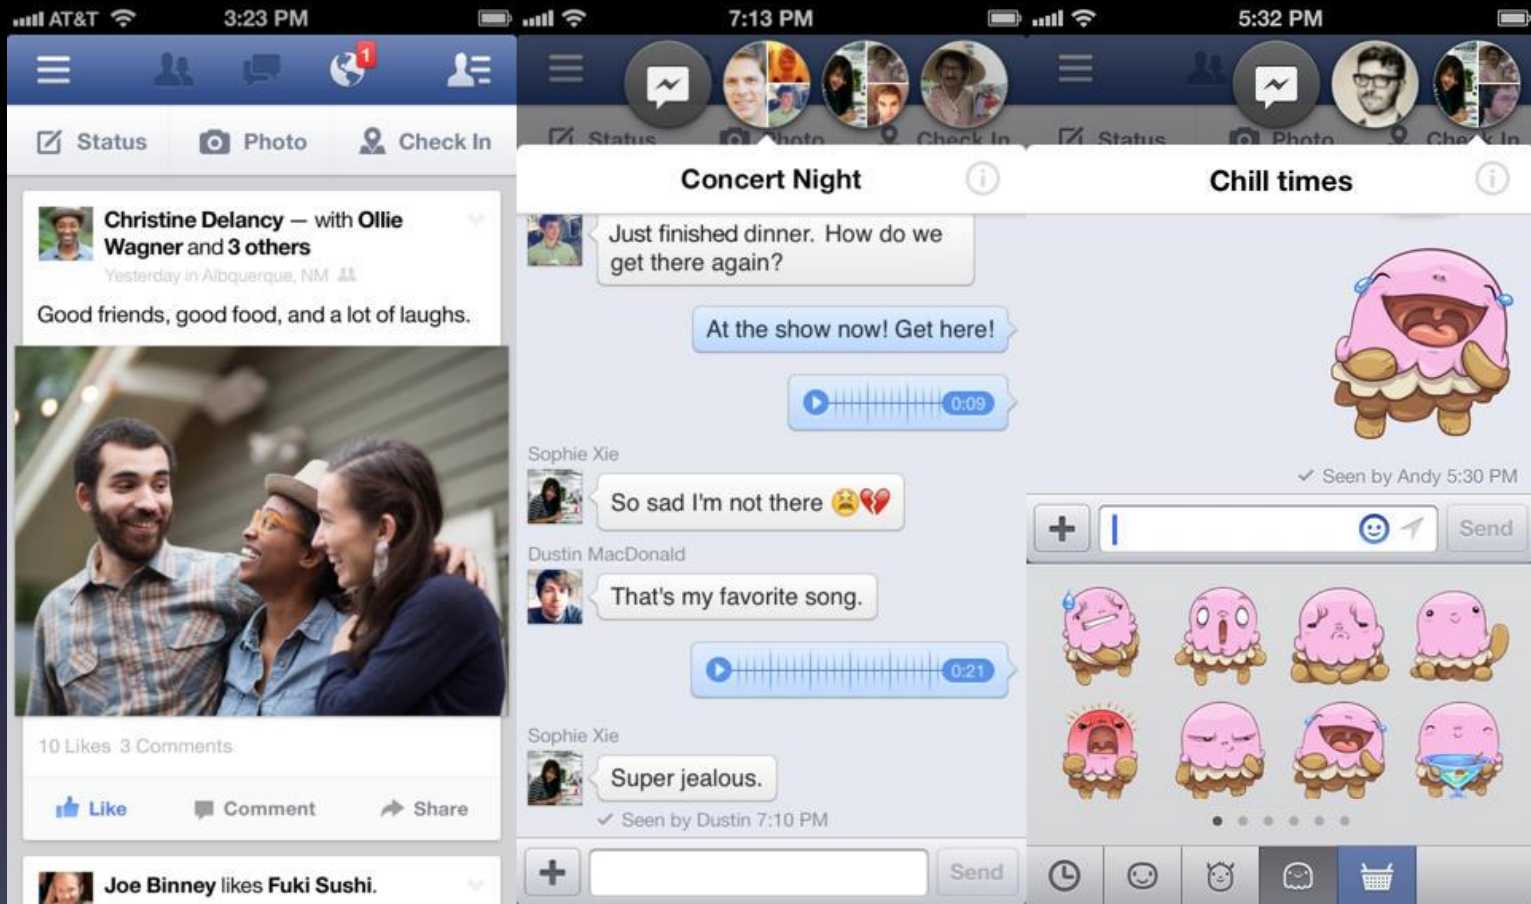 AT&T 3:23 PM
1
Status Photo Check In
Christine Delancy — with Ollie
Wagner and 3 others
Yesterday in Albquerque, NM
Good friends, good food, and a lot of laughs.
10 Likes 3 Comments
Like Comment Share
Joe Binney likes Fuki Sushi.
7:13 PM
Status Photo Check In
Concert Night
Just finished dinner. How do we
get there again?
At the show now! Get here!
0:09
Sophie Xie
So sad I'm not there 😫💔
Dustin MacDonald
That's my favorite song.
0:21
Sophie Xie
Super jealous.
✓ Seen by Dustin 7:10 PM
Send
5:32 PM
Status Photo Check In
Chill times
✓ Seen by Andy 5:30 PM
Send